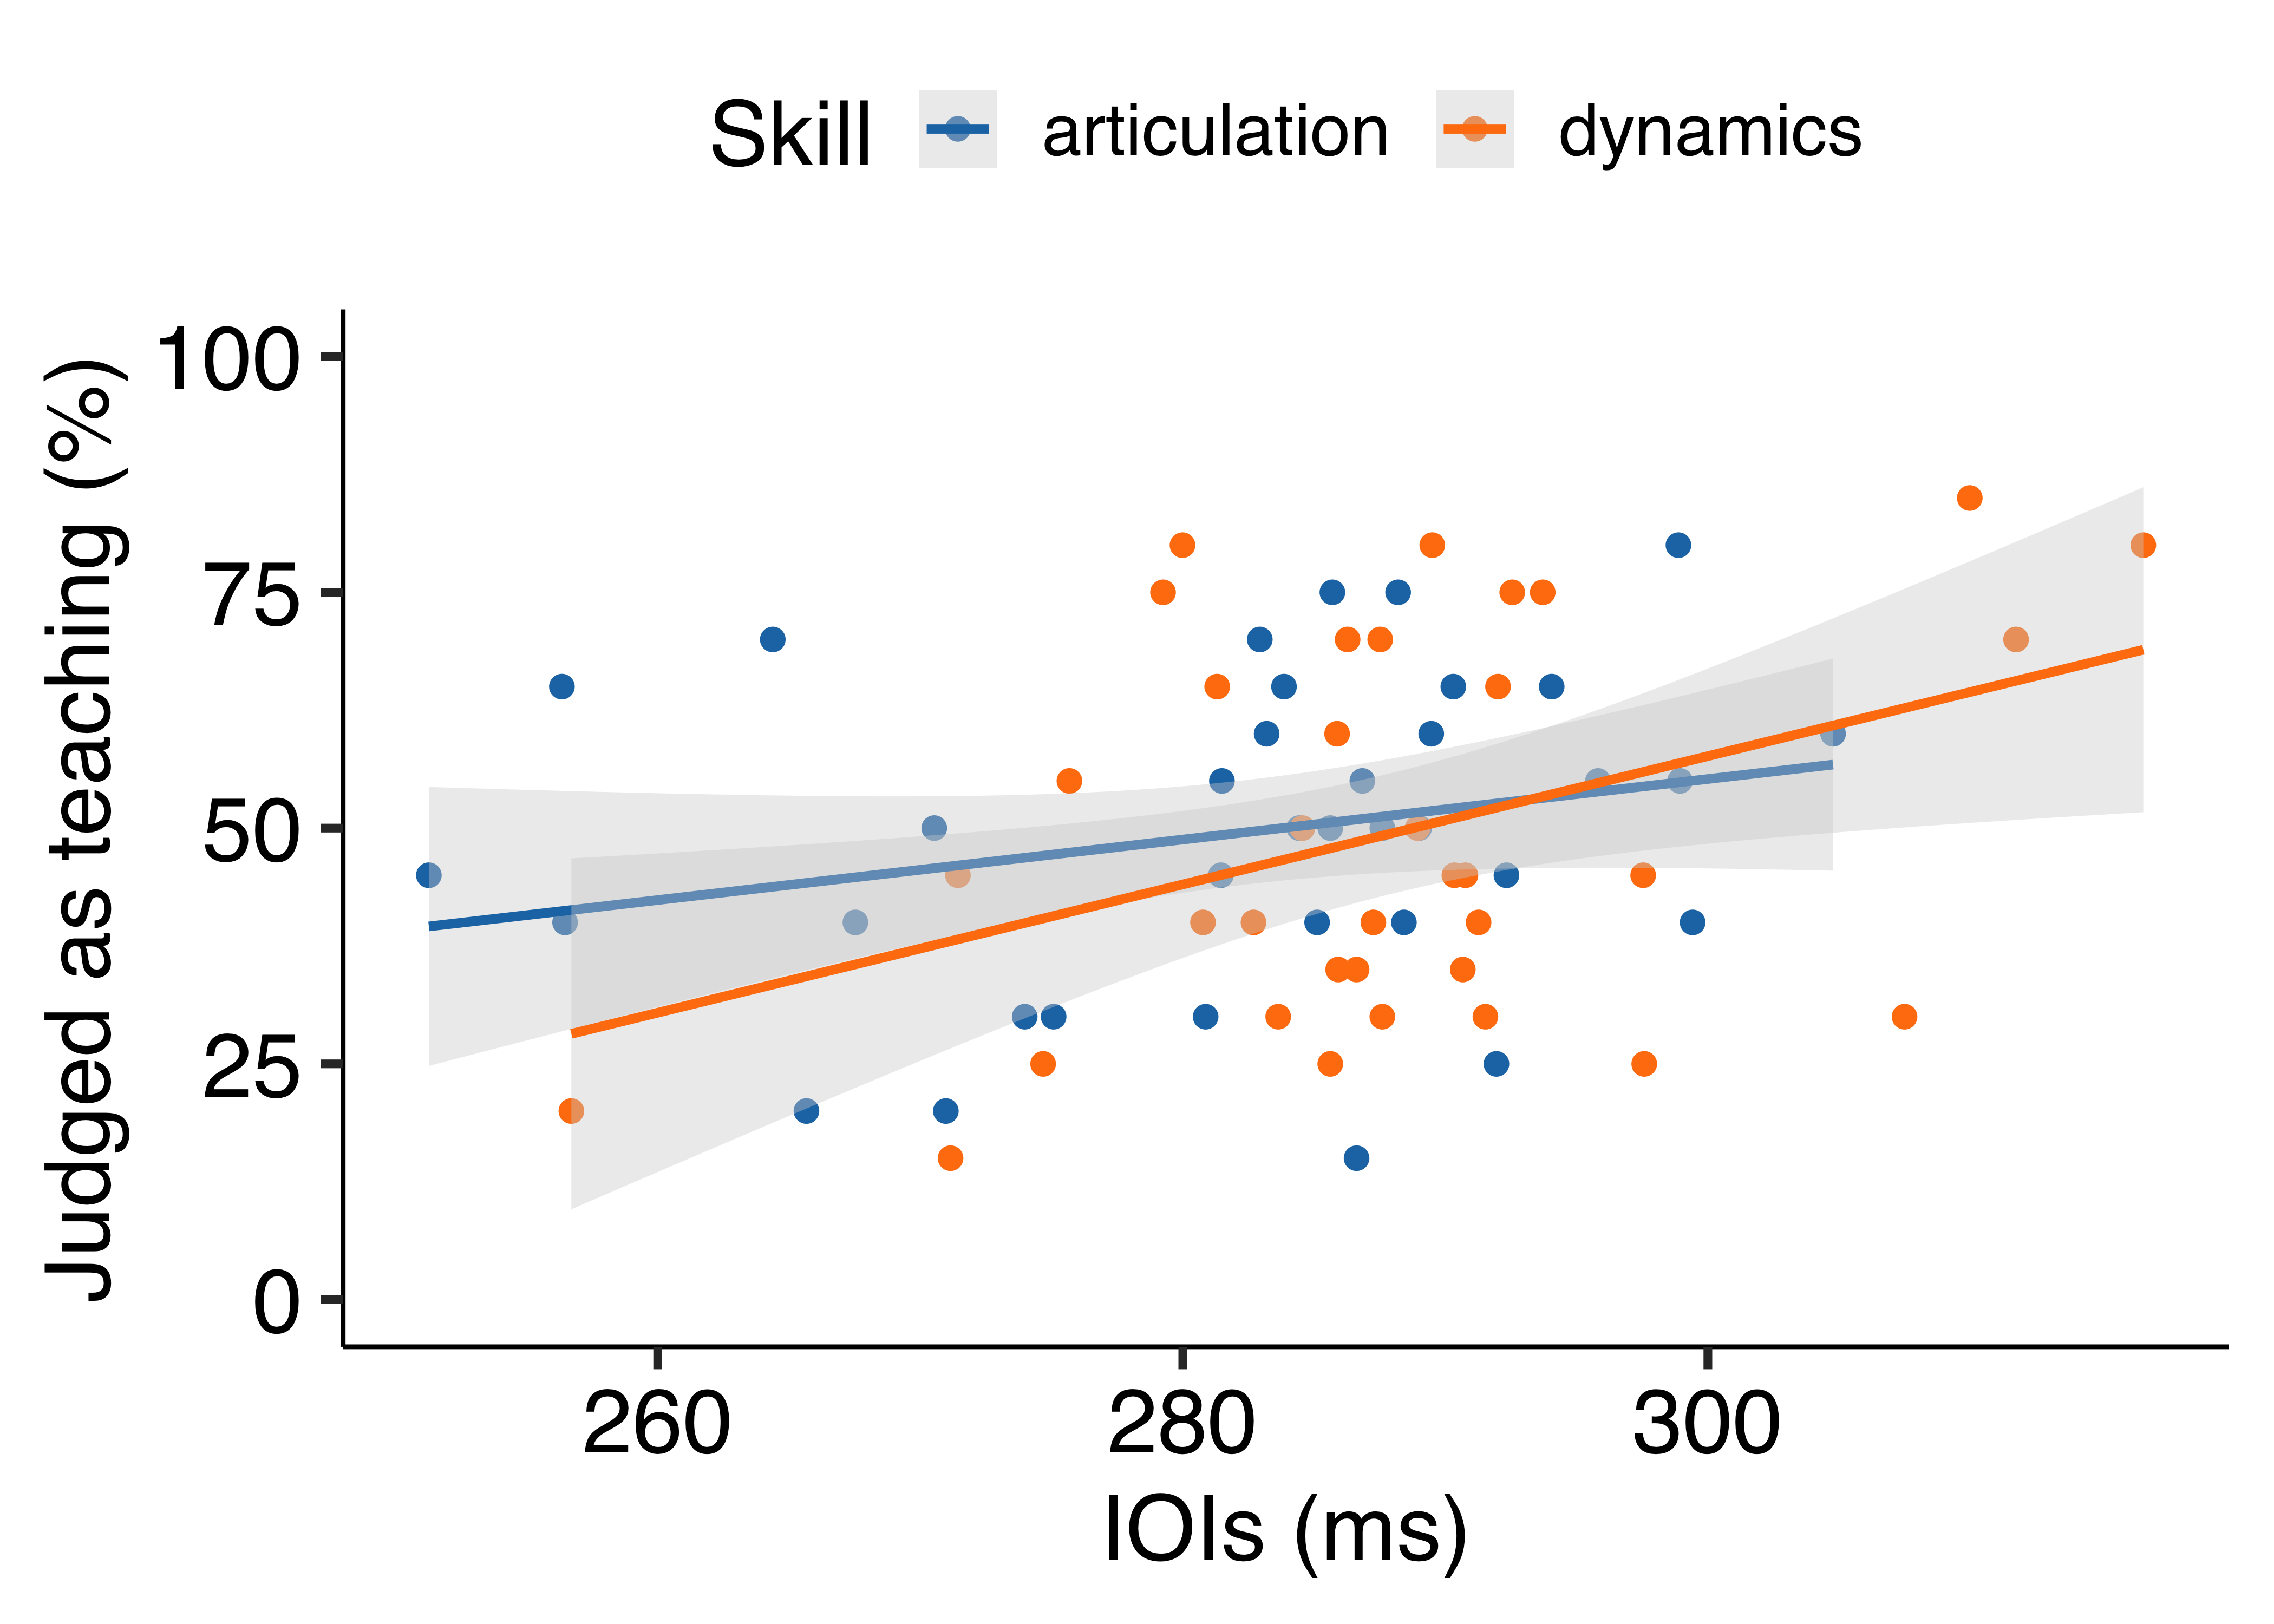 Skill articulation dynamics
Judged as teaching (%)
100
75
50
25
0
260 280 300
IOIs (ms)